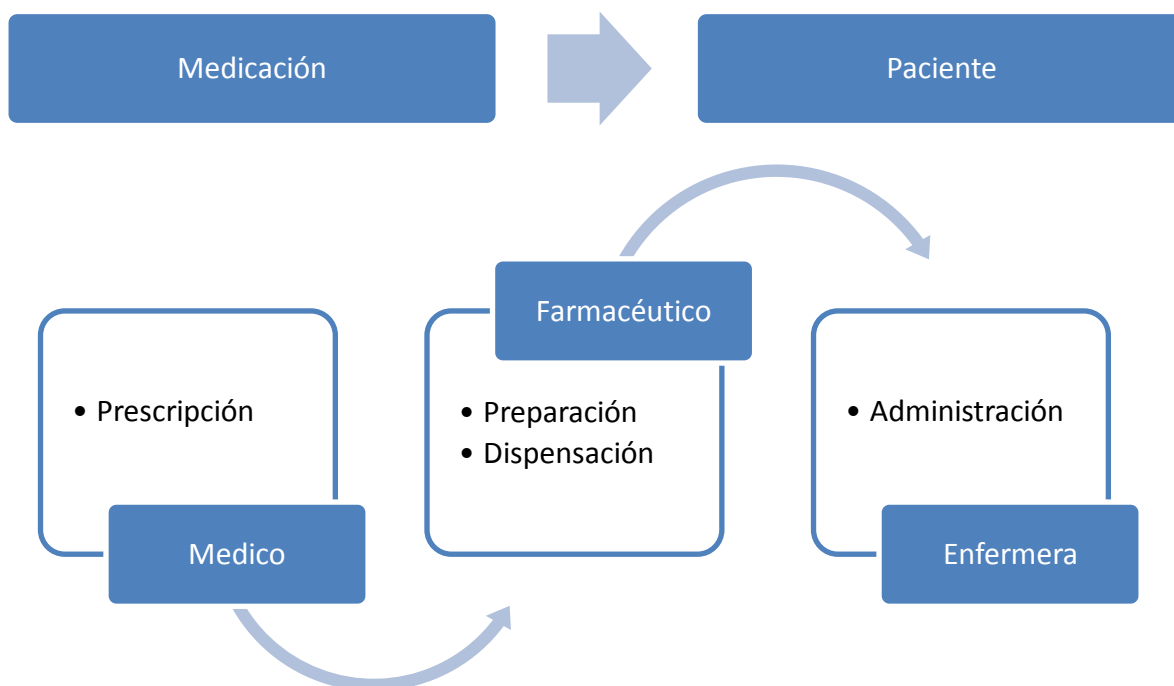 Medicación
Paciente
• Prescripción
Medico
Farmacéutico
• Preparación
• Dispensación
• Administración
Enfermera